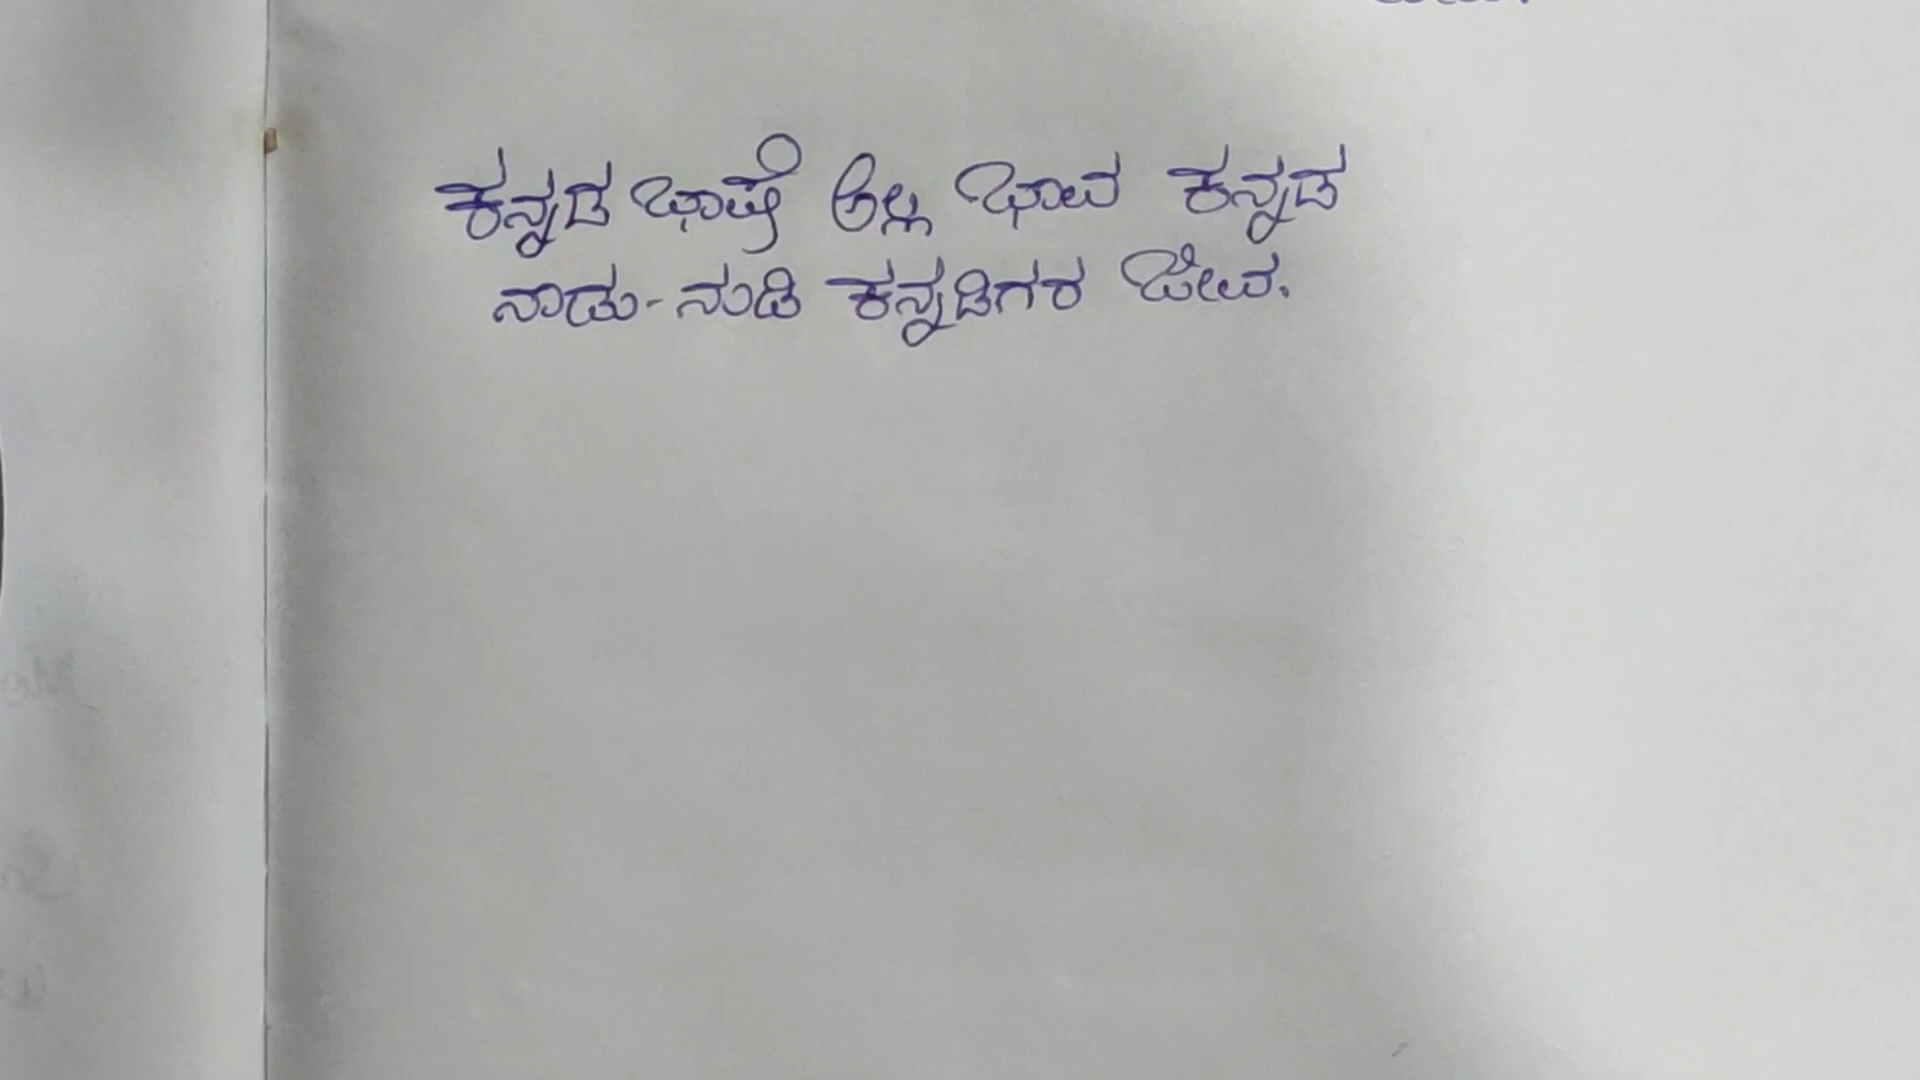 ಕನ್ನಡ ಭಾಷೆ ಅಲ್ಲ ಭಾವ ಕನ್ನಡ
ನಾಡು-ನುಡಿ ಕನ್ನಡಿಗರ ಜೀವ.